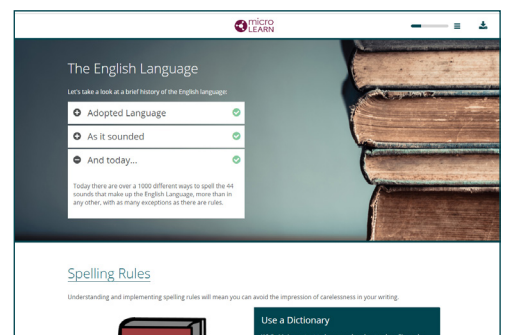 micro
LEARN
The English Language
Let's take a look at a brief history of the English language:
Adopted Language
As it sounded
And today...
Today there are over a 1000 different ways to spell the 44
sounds that make up the English Language, more than in
any other, with as many exceptions as there are rules.
Spelling Rules
Understanding and implementing spelling rules will mean you can avoid the impression of carelessness in your writing.
Use a Dictionary